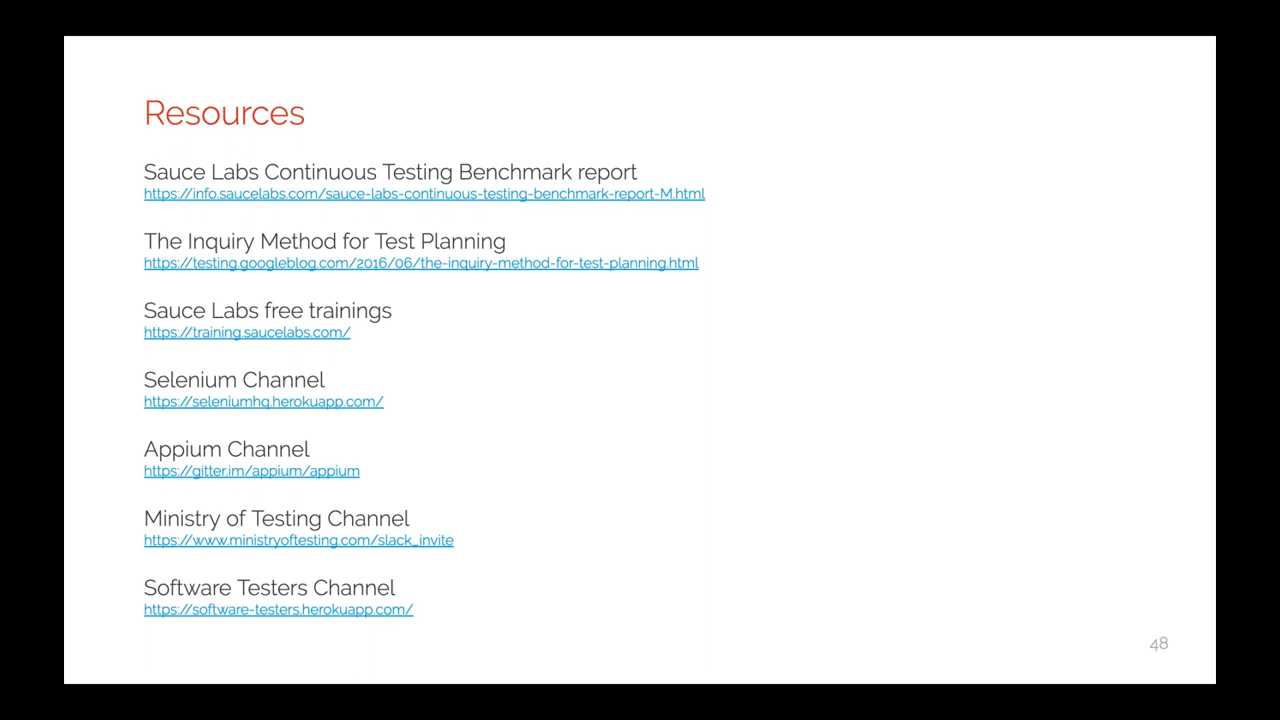 Resources
Sauce Labs Continuous Testing Benchmark report
https://info.saucelabs.com/sauce-labs-continuous-testing-benchmark-report-M.html
The Inquiry Method for Test Planning
https://testing.googleblog.com/2016/06/the-inquiry-method-for-test-planning.html
Sauce Labs free trainings
https://training.saucelabs.com/
Selenium Channel
https://seleniumhq.herokuapp.com/
Appium Channel
https://gitter.im/appium/appium
Ministry of Testing Channel
https://www.ministryoftesting.com/slack_invite
Software Testers Channel
https://software-testers.herokuapp.com/
48